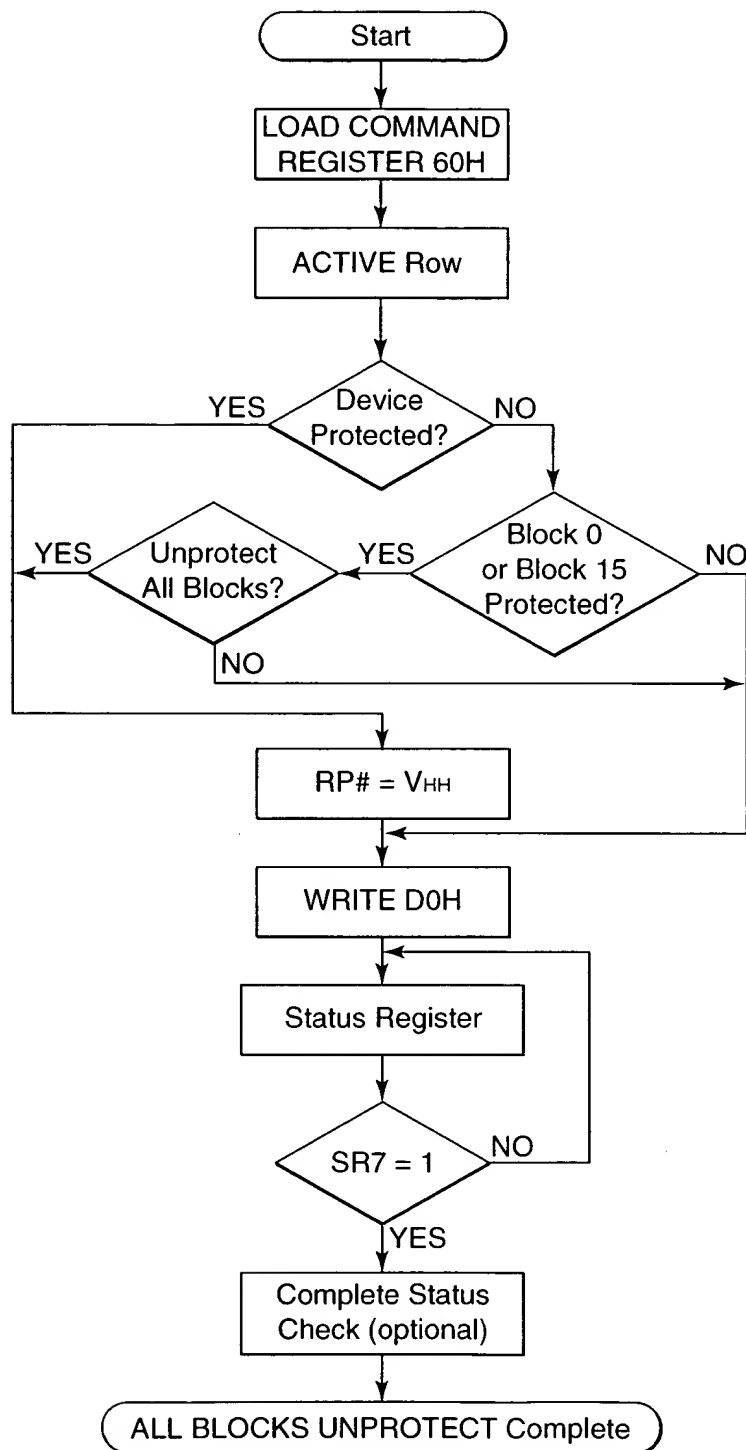 Start
LOAD COMMAND
REGISTER 60H
ACTIVE Row
YES
Device
Protected?
NO
YES
Unprotect
All Blocks?
YES
Block 0
or Block 15
Protected?
NO
NO
RP# = VHH
WRITE D0H
Status Register
SR7 = 1
NO
YES
Complete Status
Check (optional)
ALL BLOCKS UNPROTECT Complete